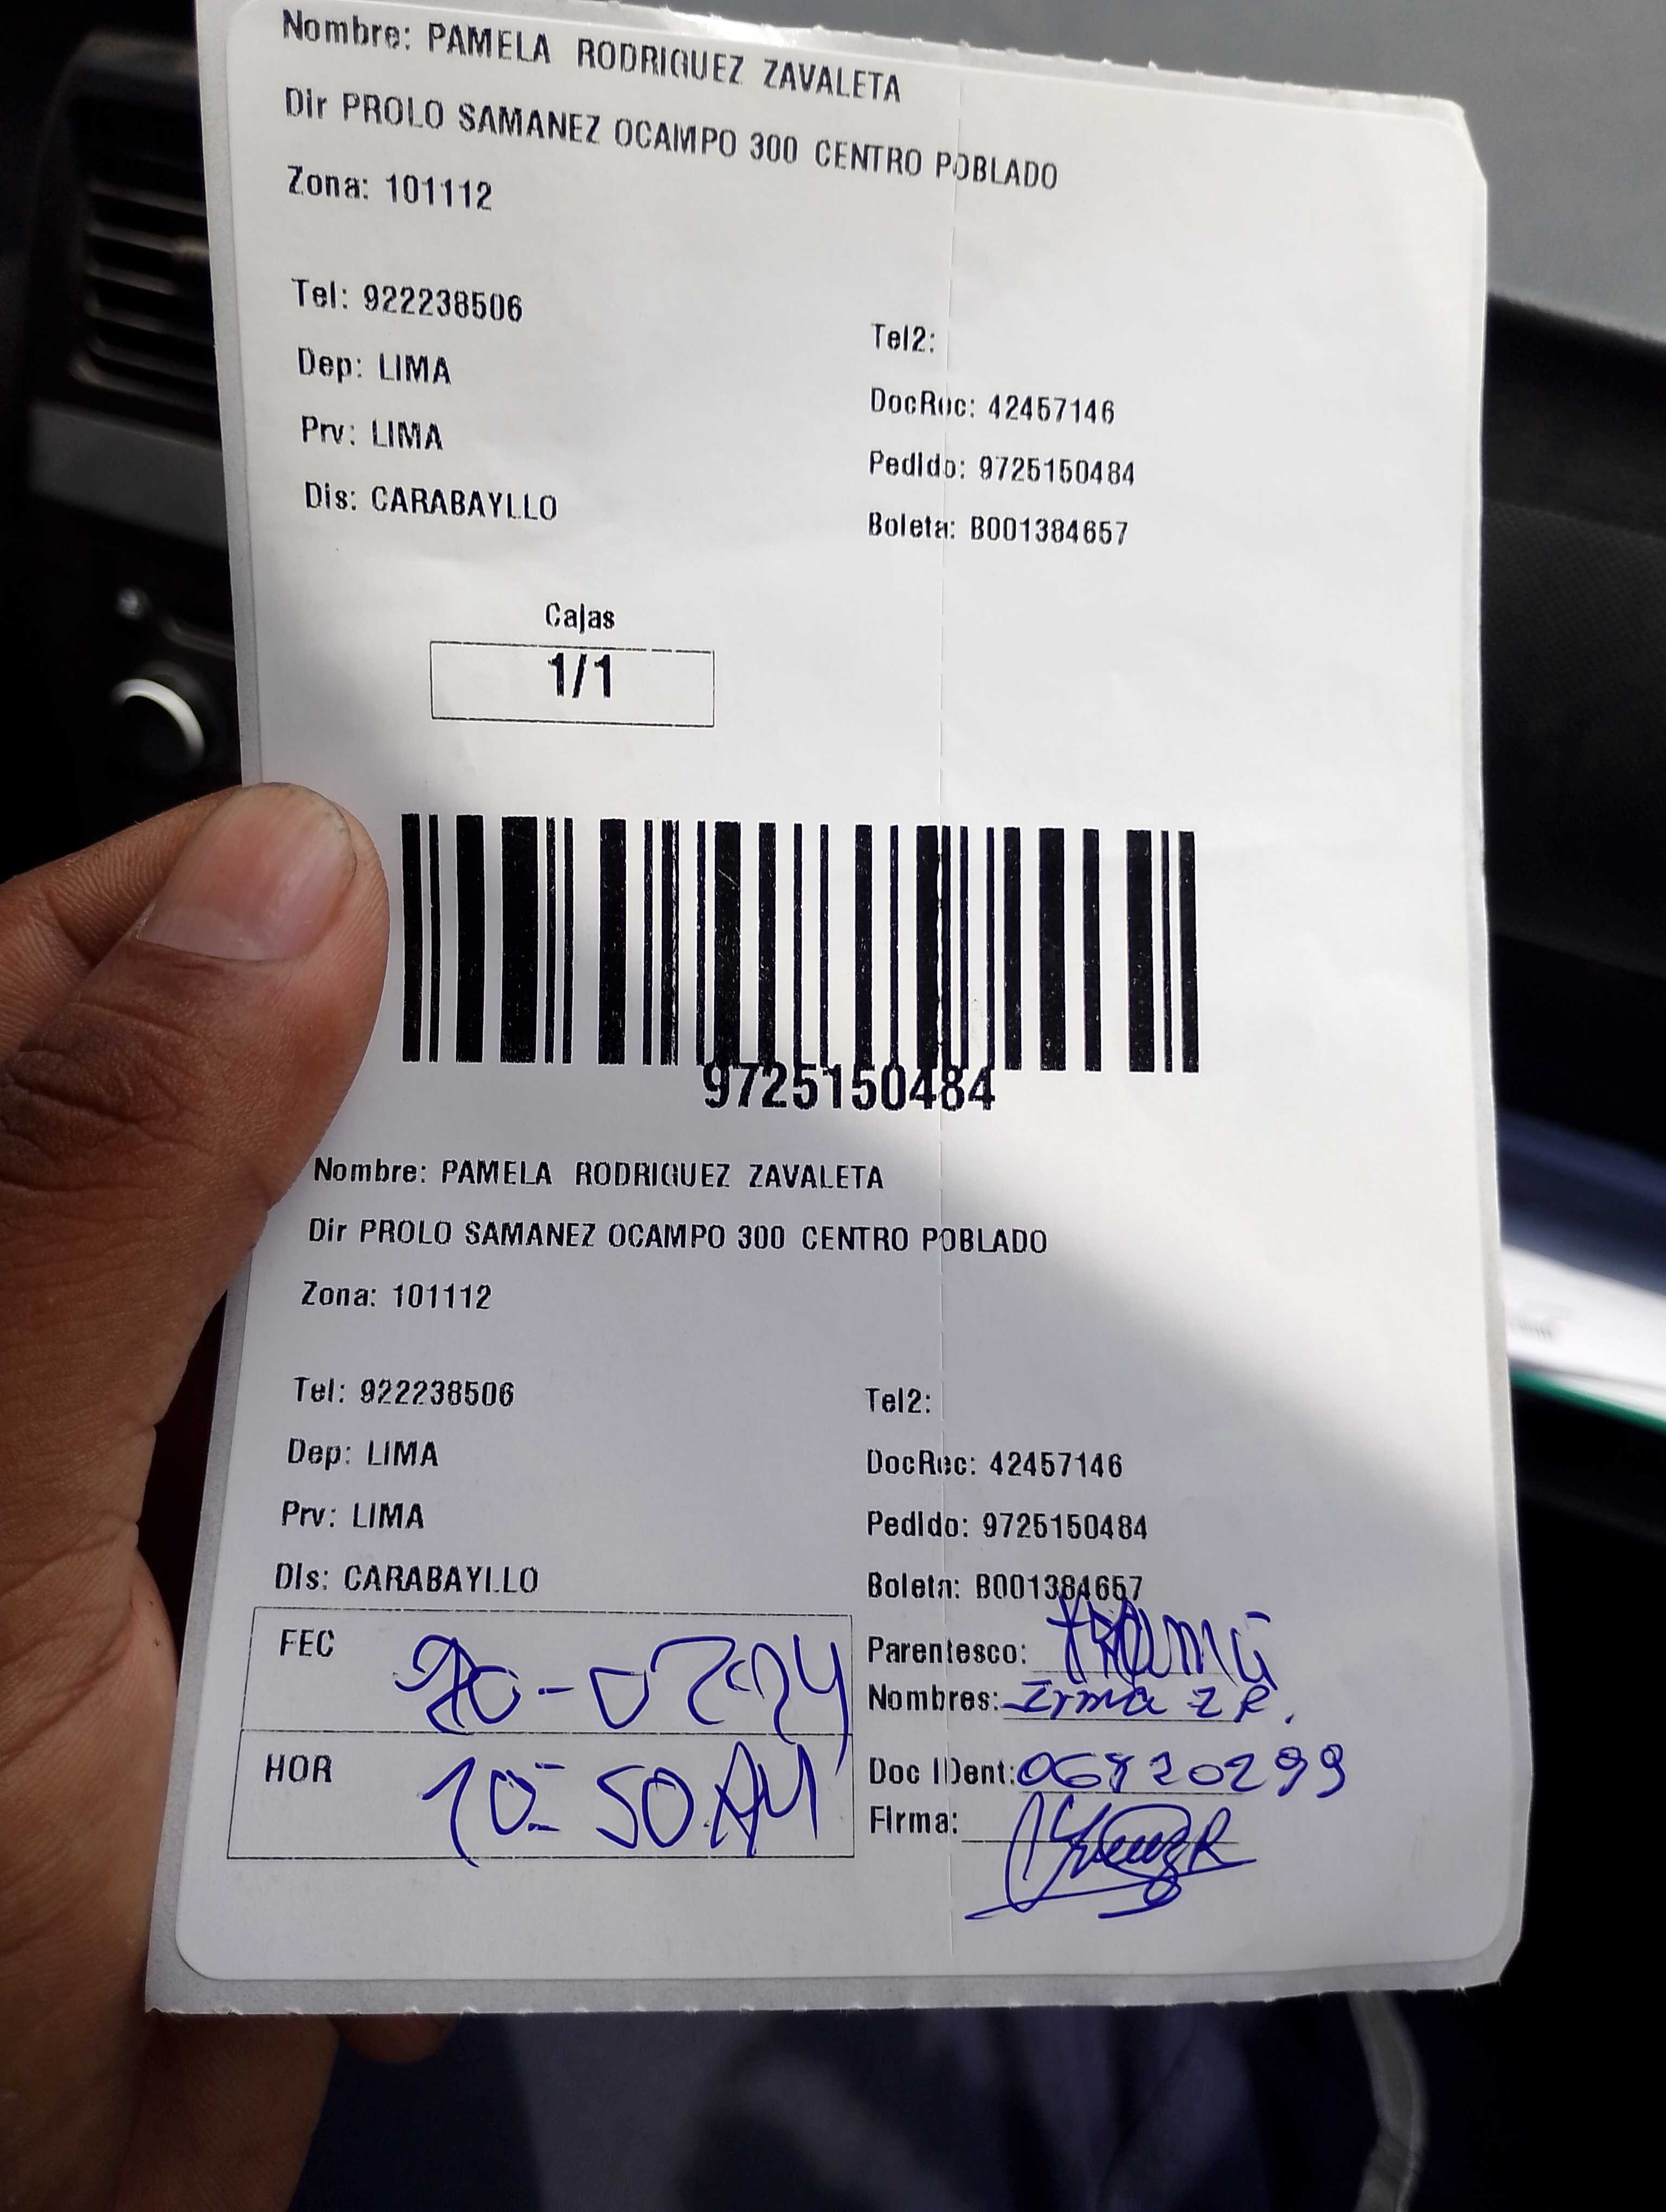 Nombre: PAMELA RODRIGUEZ ZAVALETA
Dir PROLO SAMANEZ OCAMPO 300 CENTRO POBLADO
Zona: 101112
Tel: 922238506
Tel2:
Dep: LIMA
DocRec: 42457146
Prv: LIMA
Pedido: 9725150484
Dis: CARABAYLLO
Boleta: B001384657
Cajas
1/1
9725150484
Nombre: PAMELA RODRIGUEZ ZAVALETA
Dir PROLO SAMANEZ OCAMPO 300 CENTRO POBLADO
Zona: 101112
Tel: 922238506
Tel2:
Dep: LIMA
DocRec: 42457146
Prv: LIMA
Pedido: 9725150484
Dis: CARABAYLLO
Boleta: B001384657
FEC
Parentesco:
Nombres: Irma Z R.
HOR 10:50 AM
Doc IDent:
Firma: